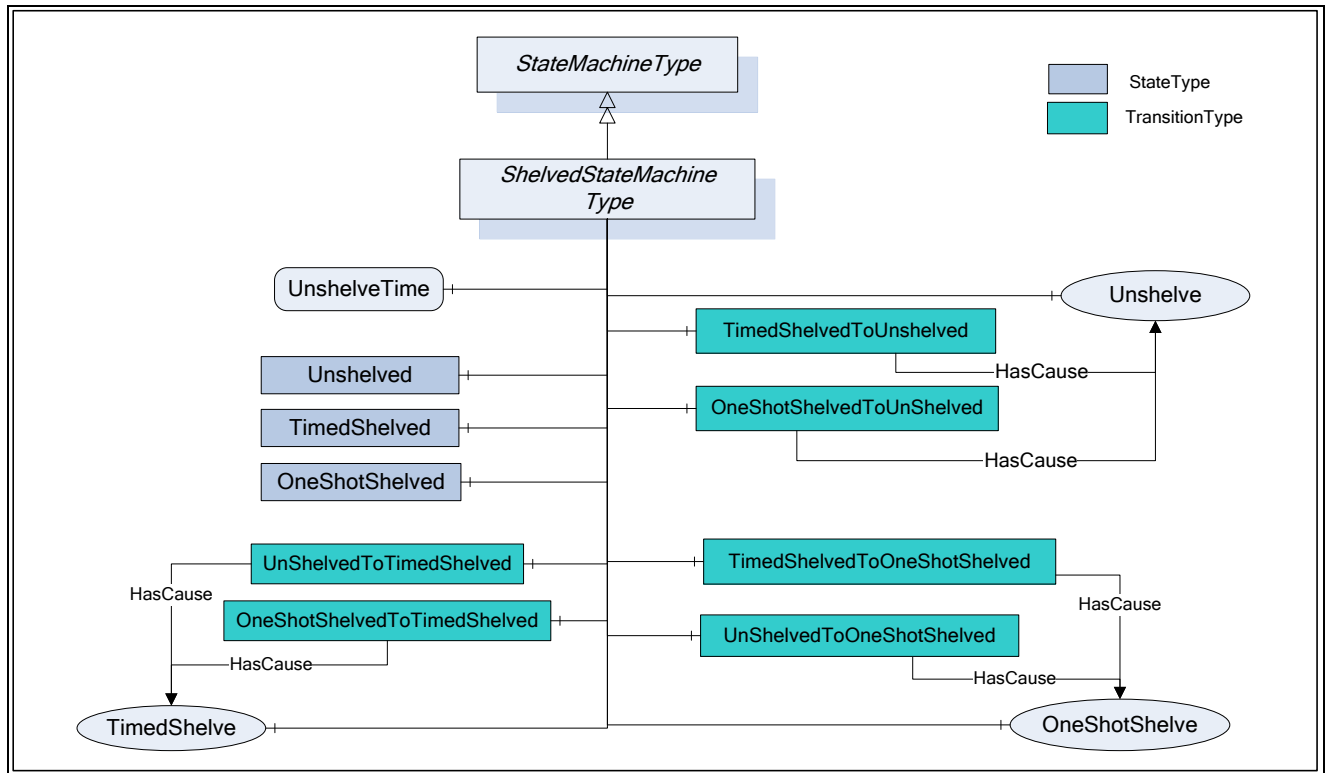 StateMachineType
StateType
TransitionType
ShelvedStateMachine
Type
UnshelveTime
Unshelve
TimedShelvedToUnshelved
HasCause
Unshelved
OneShotShelvedToUnShelved
TimedShelved
HasCause
OneShotShelved
UnShelvedToTimedShelved
TimedShelvedToOneShotShelved
HasCause
HasCause
OneShotShelvedToTimedShelved
UnShelvedToOneShotShelved
HasCause
HasCause
TimedShelve
OneShotShelve